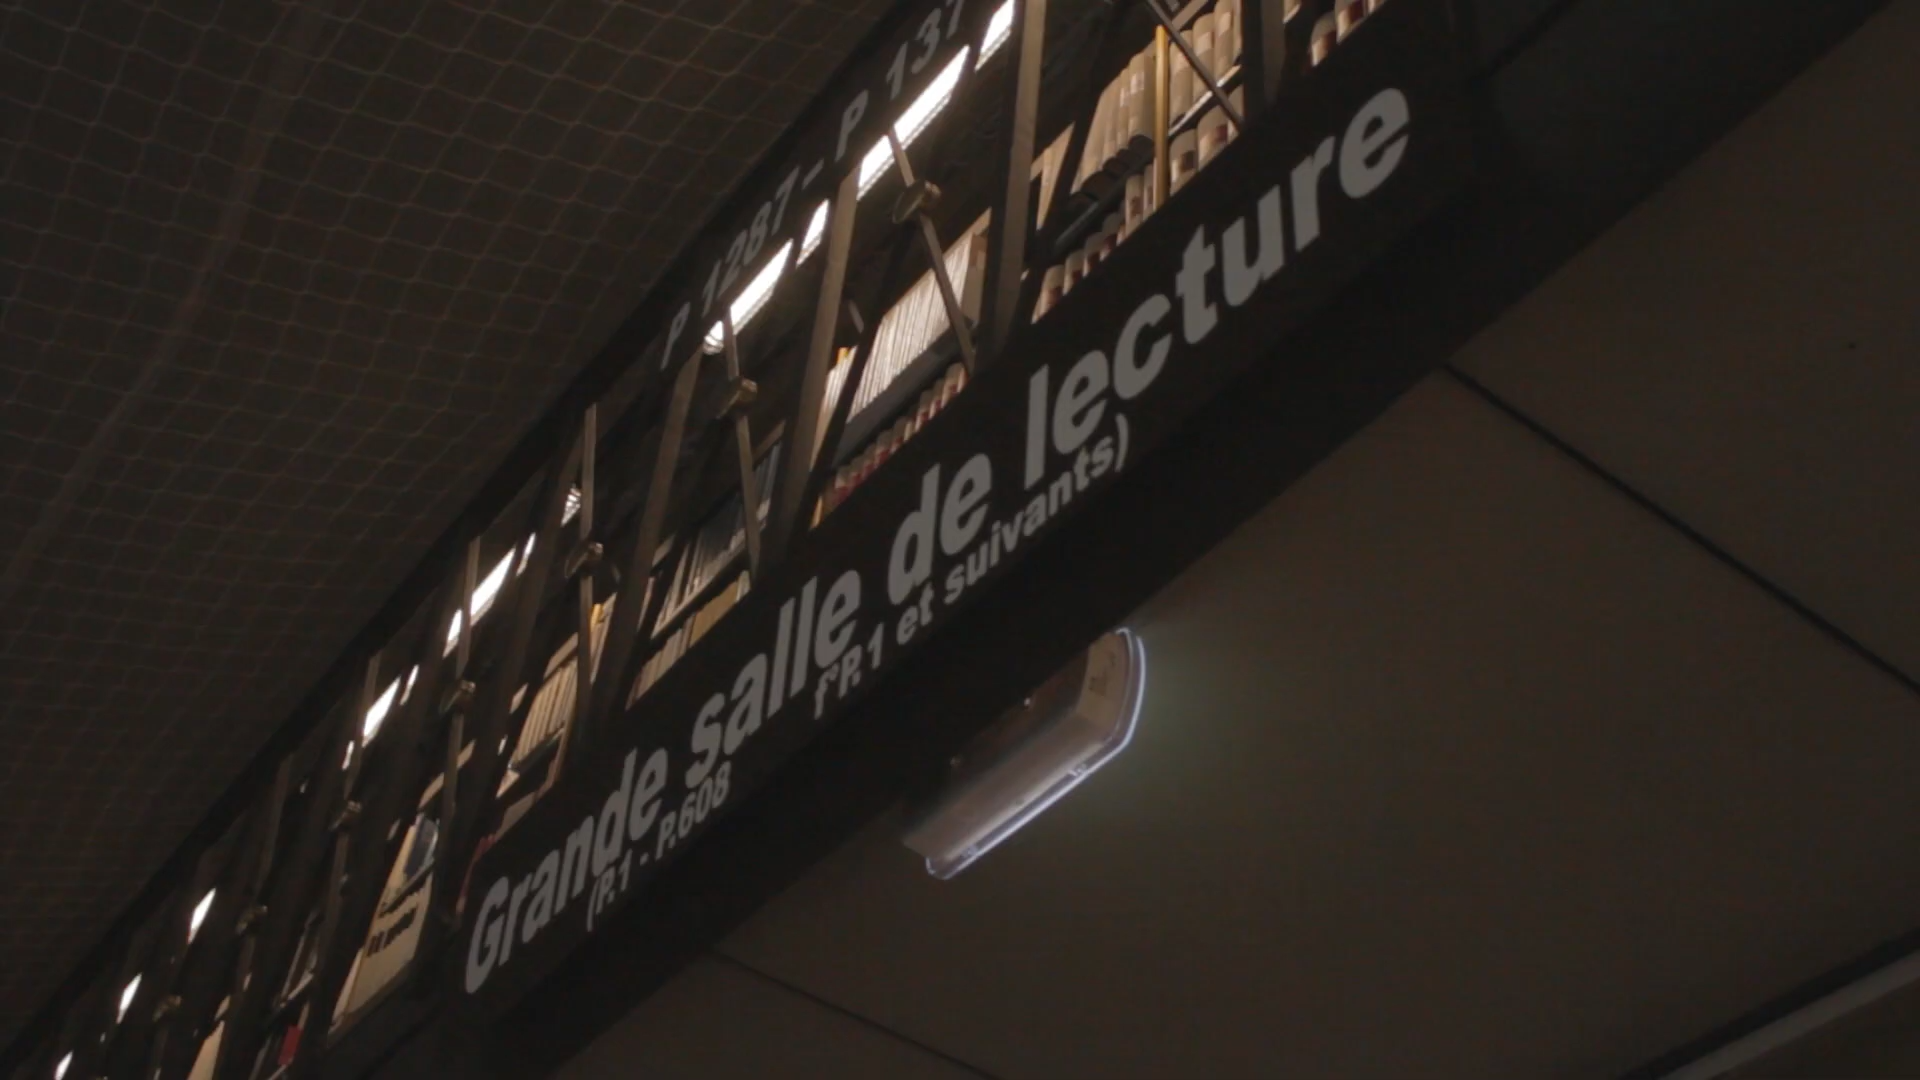 P 1287 - P 137
Grande salle de lecture
(P.1 - P.608
f°P.1 et suivants)